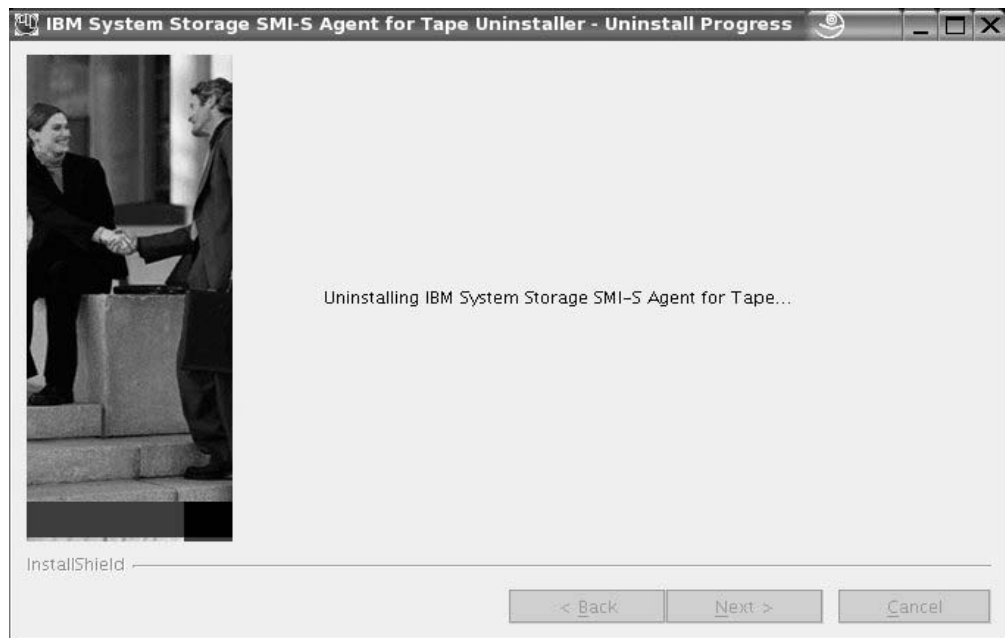 IBM System Storage SMI-S Agent for Tape Uninstaller - Uninstall Progress
Uninstalling IBM System Storage SMI-S Agent for Tape...
InstallShield
< Back
Next >
Cancel